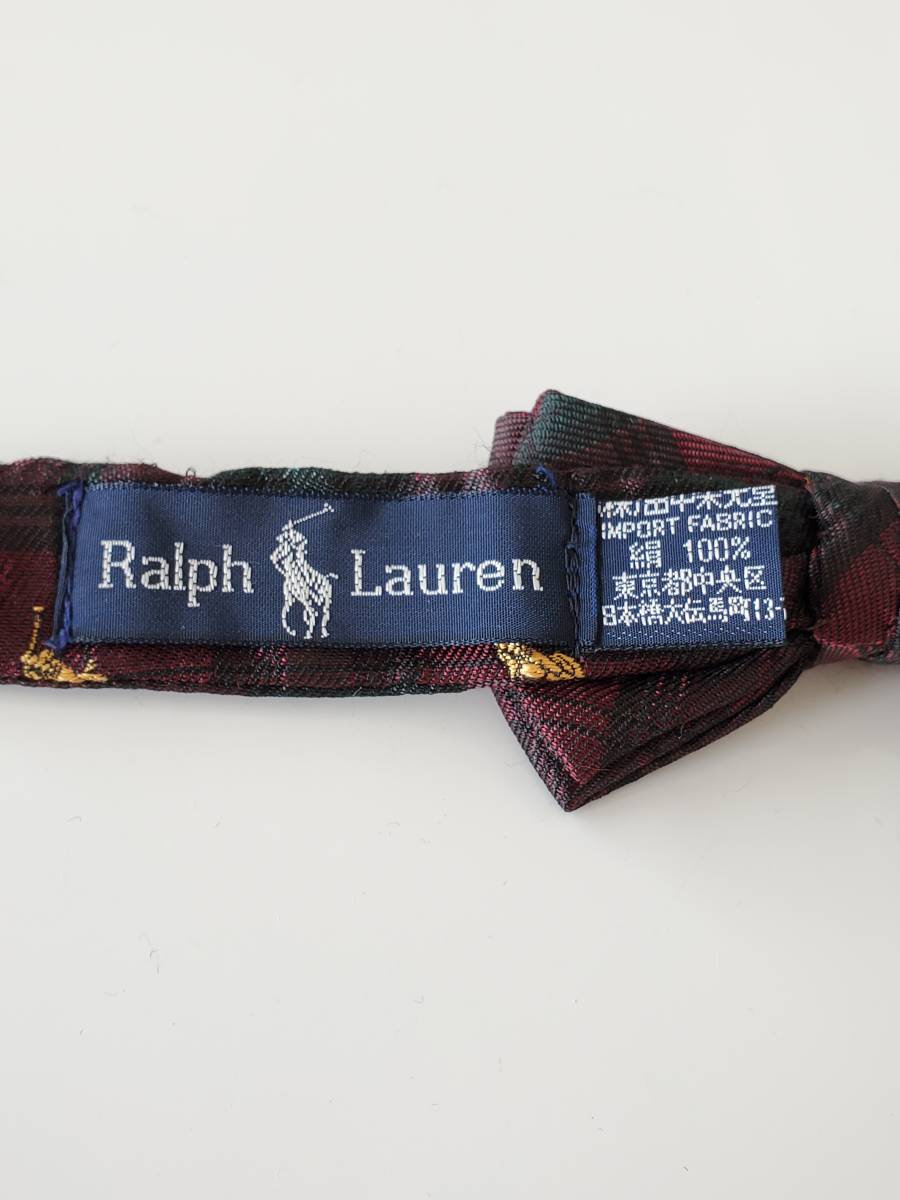 Ralph Lauren
IMPORT FABRIC
絹 100%
東京都中央区
日本橋大伝馬町13-